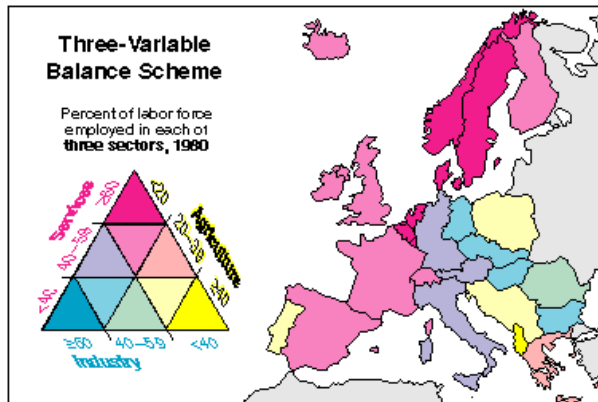 Three-Variable
Balance Scheme
Percent of labor force
employed in each of
three sectors, 1980
Services
≥60
40–59
<40
Agriculture
<20
20–39
≥40
≥60
40–59
<40
Industry